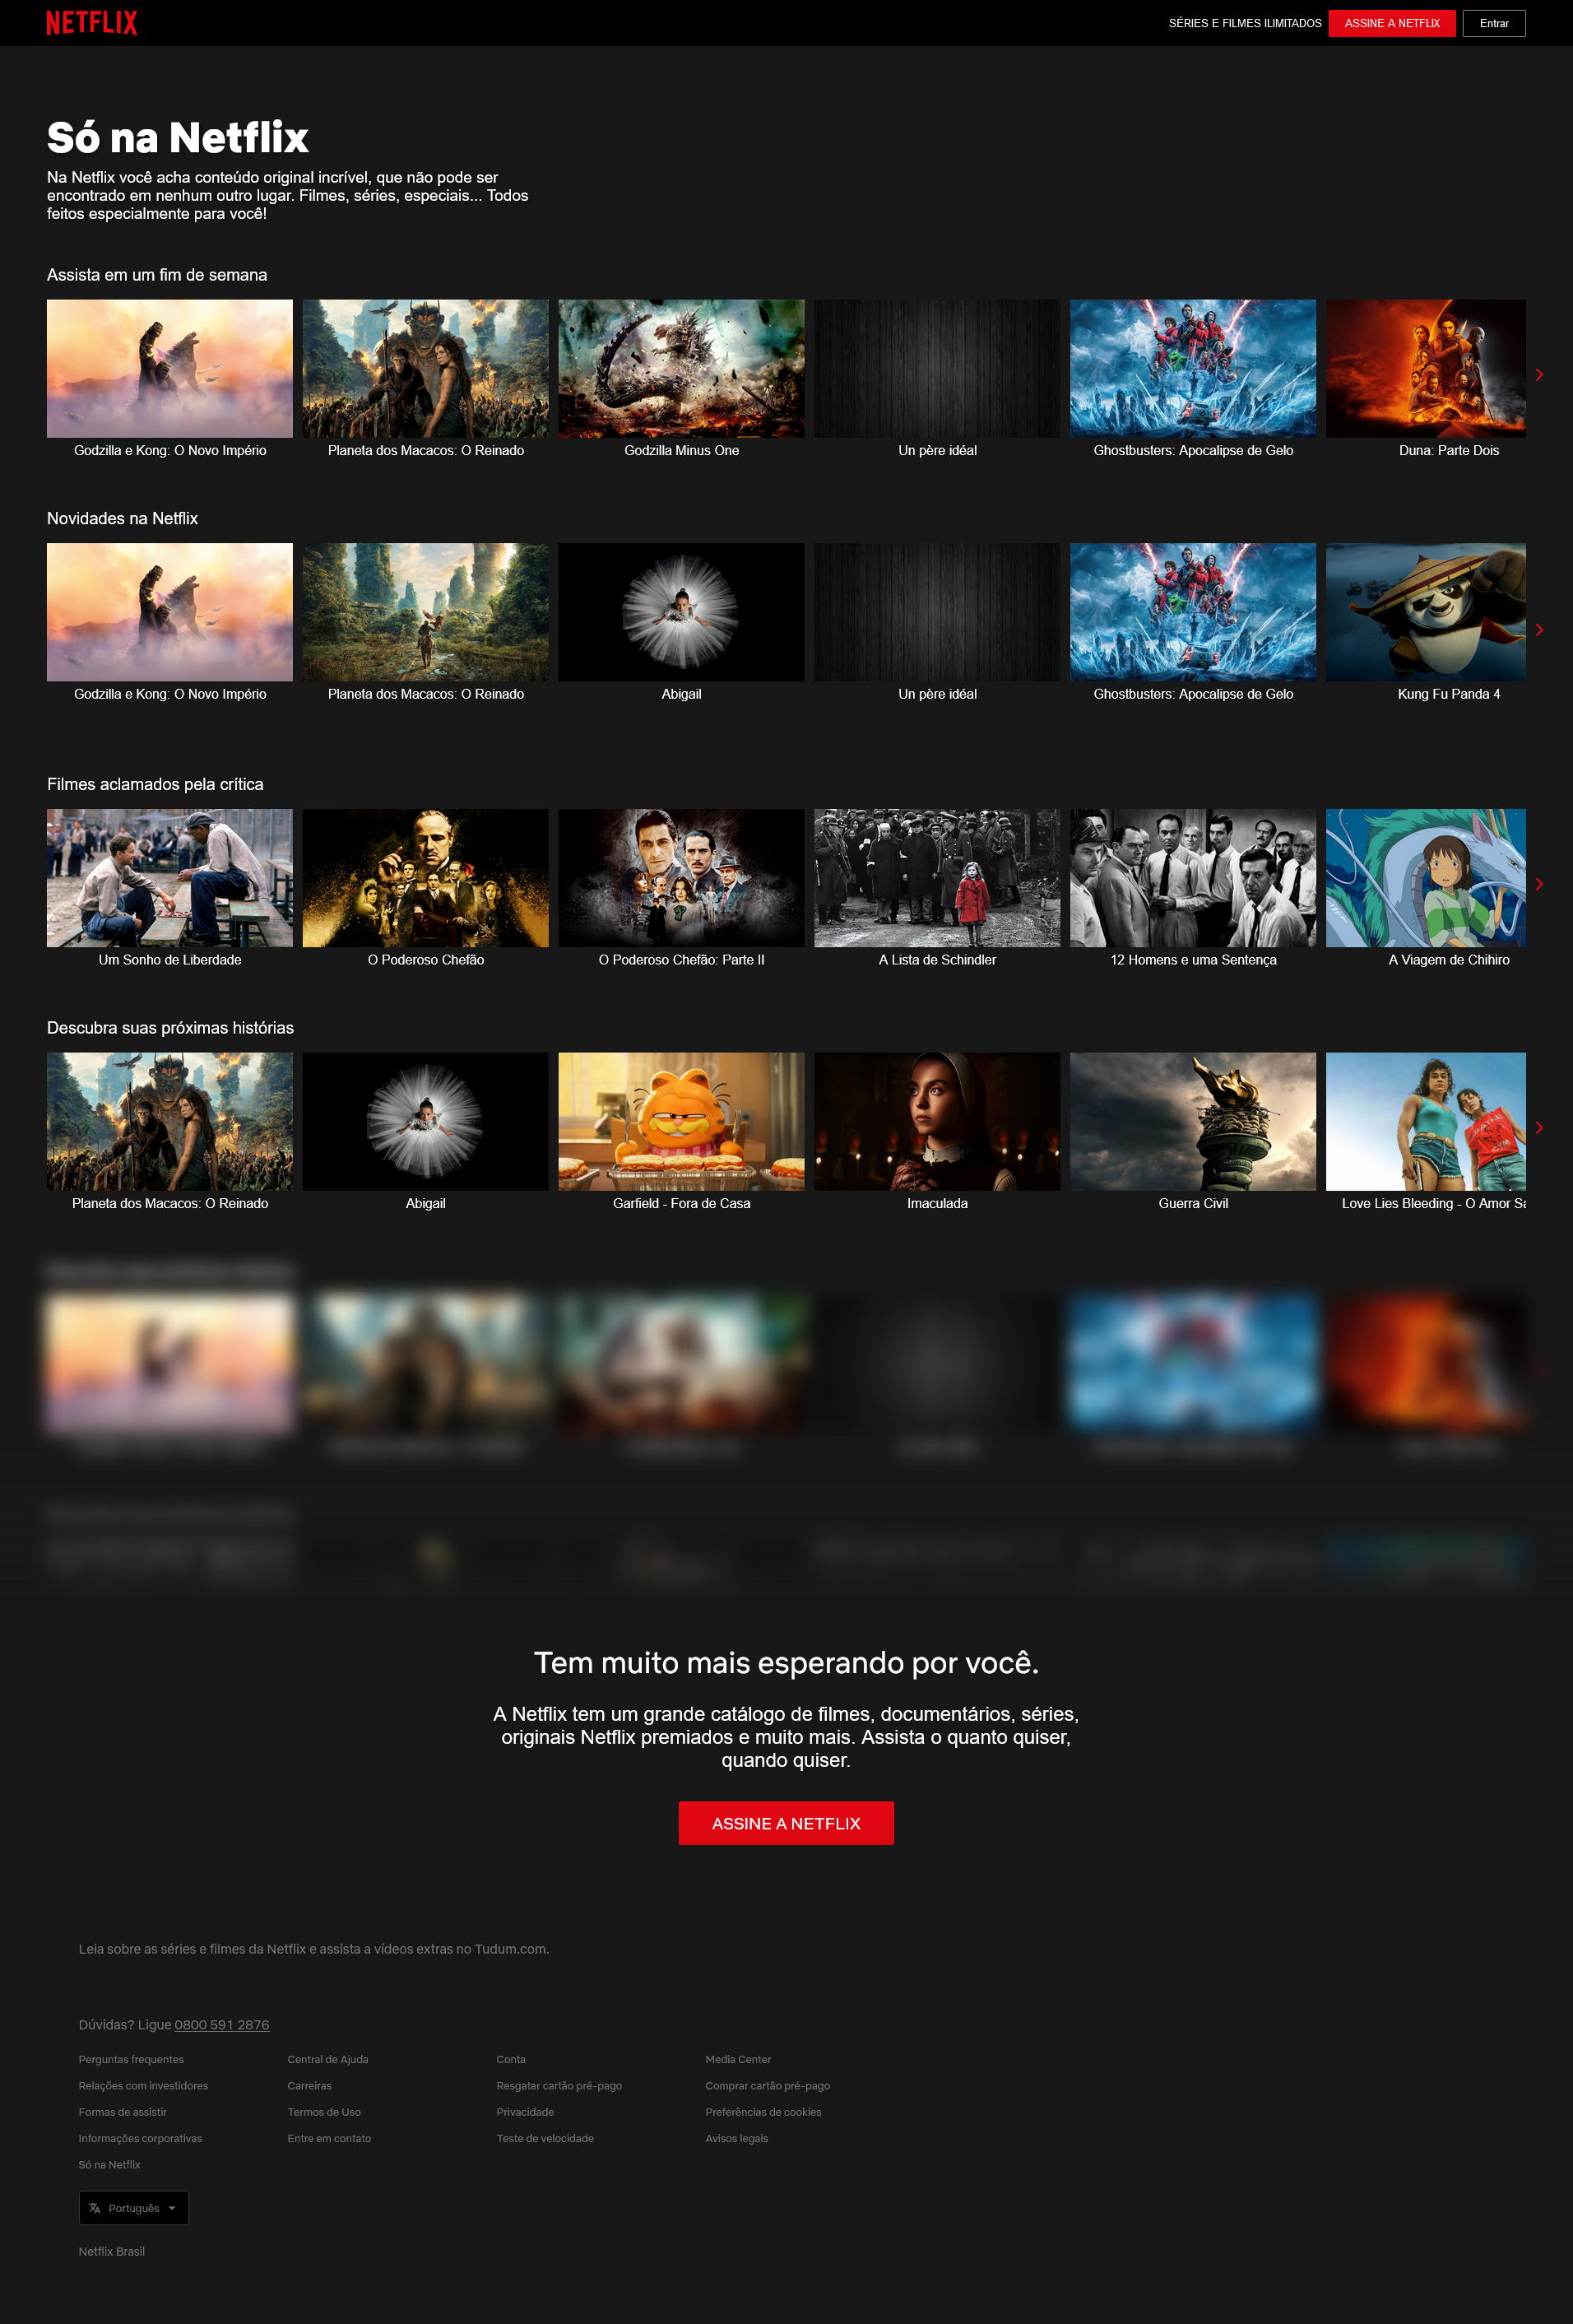 NETFLIX
SÉRIES E FILMES ILIMITADOS
ASSINE A NETFLIX
Entrar
Só na Netflix
Na Netflix você acha conteúdo original incrível, que não pode ser
encontrado em nenhum outro lugar. Filmes, séries, especiais... Todos
feitos especialmente para você!
Assista em um fim de semana
Godzilla e Kong: O Novo Império
Planeta dos Macacos: O Reinado
Godzilla Minus One
Un père idéal
Ghostbusters: Apocalipse de Gelo
Duna: Parte Dois
Novidades na Netflix
Godzilla e Kong: O Novo Império
Planeta dos Macacos: O Reinado
Abigail
Un père idéal
Ghostbusters: Apocalipse de Gelo
Kung Fu Panda 4
Filmes aclamados pela crítica
Um Sonho de Liberdade
O Poderoso Chefão
O Poderoso Chefão: Parte II
A Lista de Schindler
12 Homens e uma Sentença
A Viagem de Chihiro
Descubra suas próximas histórias
Planeta dos Macacos: O Reinado
Abigail
Garfield - Fora de Casa
Imaculada
Guerra Civil
Love Lies Bleeding - O Amor Sa
Tem muito mais esperando por você.
A Netflix tem um grande catálogo de filmes, documentários, séries,
originais Netflix premiados e muito mais. Assista o quanto quiser,
quando quiser.
ASSINE A NETFLIX
Leia sobre as séries e filmes da Netflix e assista a vídeos extras no Tudum.com.
Dúvidas? Ligue 0800 591 2876
Perguntas frequentes
Central de Ajuda
Conta
Media Center
Relações com investidores
Carreiras
Resgatar cartão pré-pago
Comprar cartão pré-pago
Formas de assistir
Termos de Uso
Privacidade
Preferências de cookies
Informações corporativas
Entre em contato
Teste de velocidade
Avisos legais
Só na Netflix
Português
Netflix Brasil